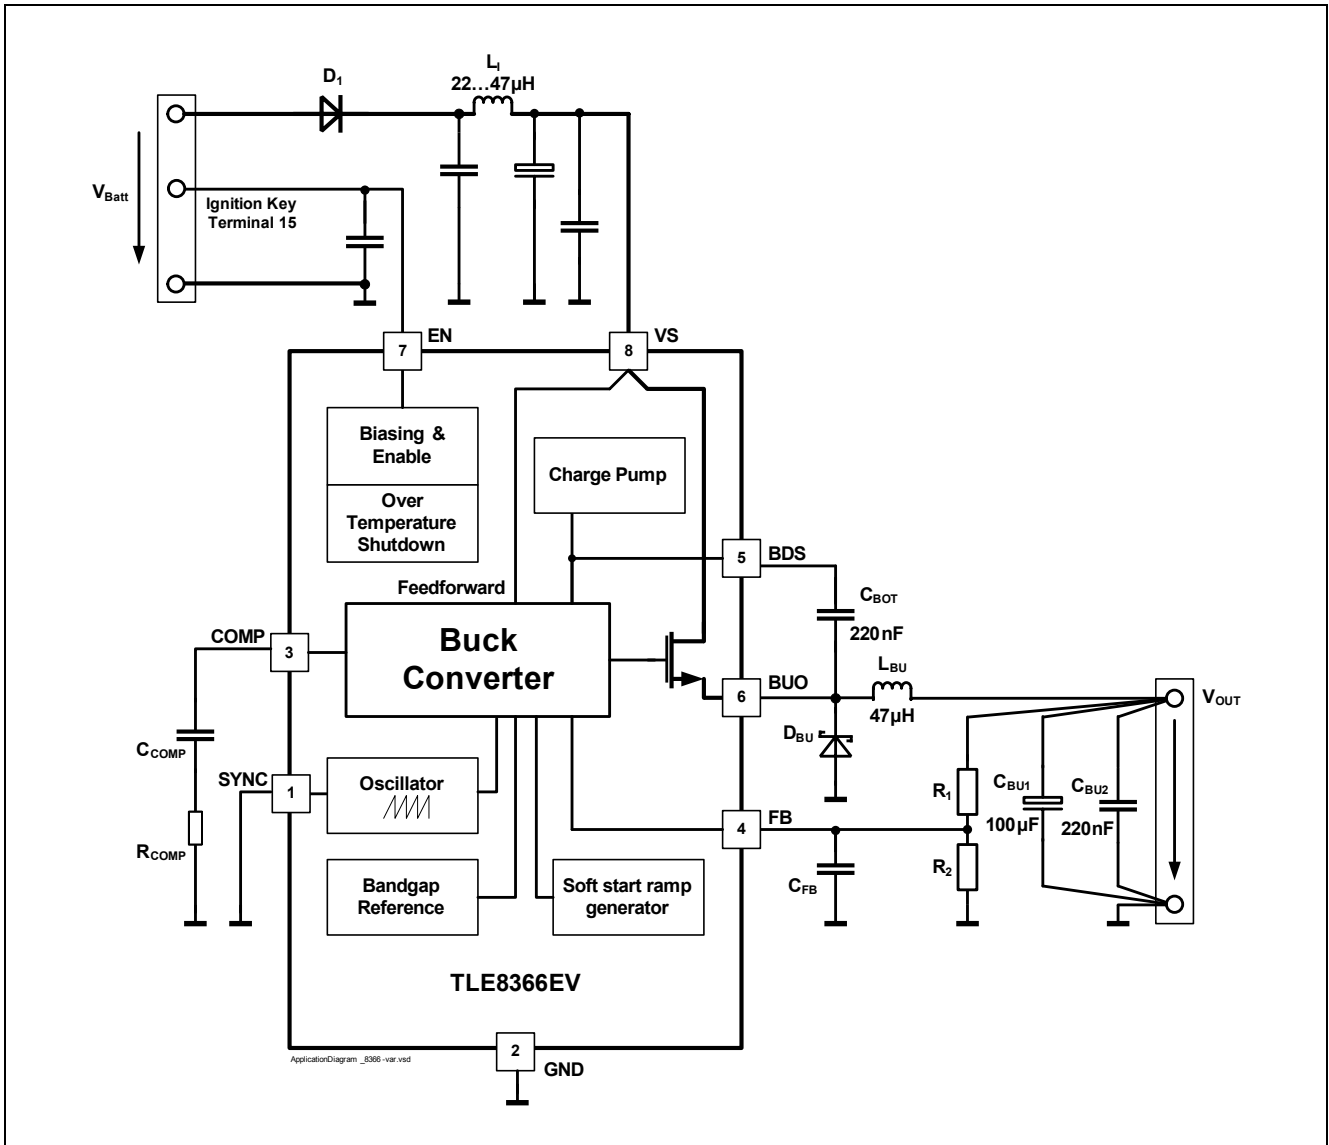 D1
LI
22...47µH
VBatt
Ignition Key
Terminal 15
EN
VS
7
8
Biasing &
Enable
Over
Temperature
Shutdown
Charge Pump
5
BDS
Feedforward
CBOT
220nF
COMP
3
Buck
Converter
6
BUO
LBU
47µH
VOUT
DBU
CCOMP
SYNC
1
Oscillator
R1
CBU1
100µF
CBU2
220nF
4
FB
RCOMP
R2
CFB
Bandgap
Reference
Soft start ramp
generator
TLE8366EV
ApplicationDiagram _8366-var.vsd
2
GND